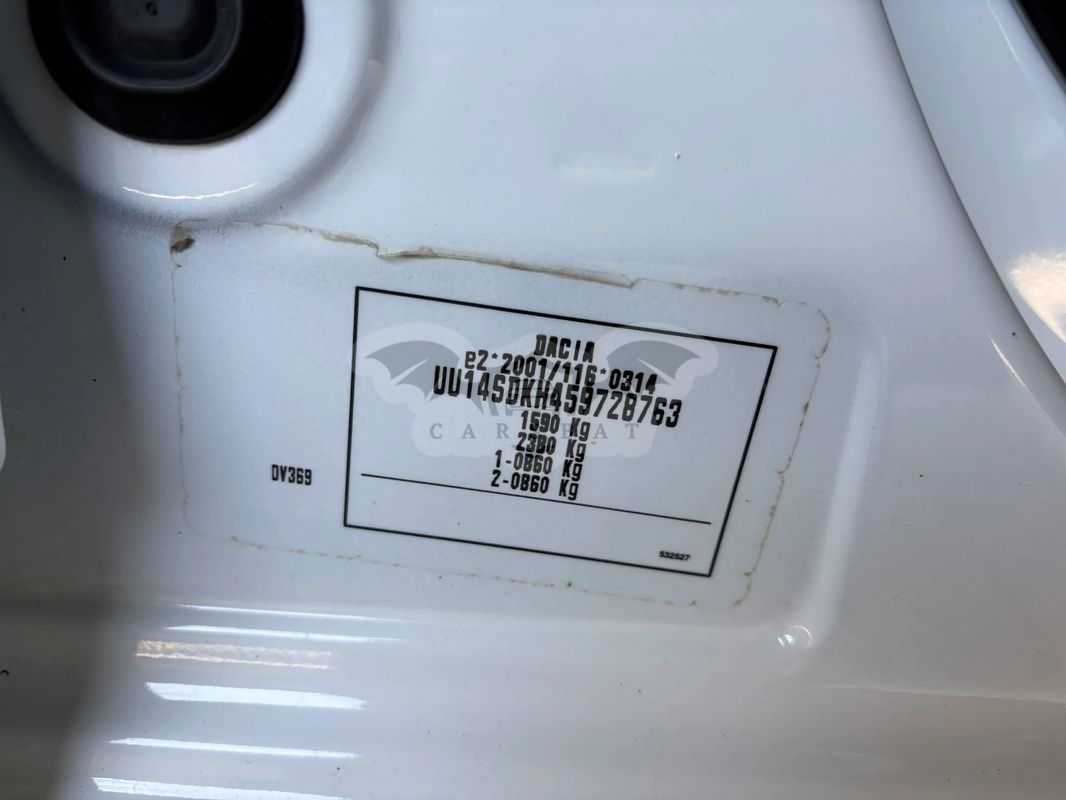 DACIA
e2*2001/116*0314
UU14SDKH459728763
1590 Kg
2380 Kg
1-0860 Kg
2-0860 Kg
DV369
532527